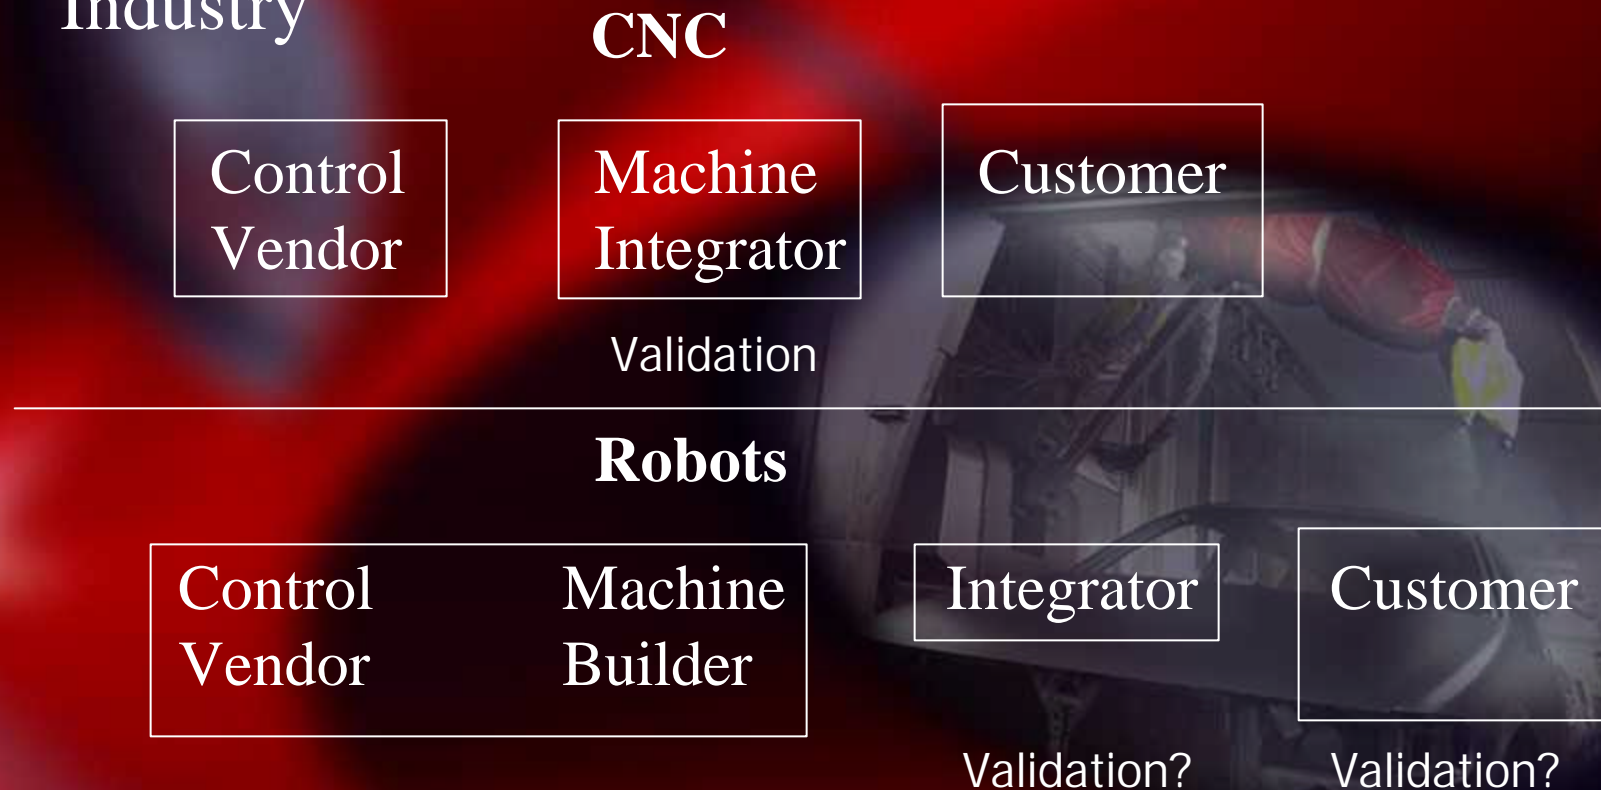 Industry
CNC
Control Machine Customer
Vendor Integrator
Validation
Robots
Control Machine Integrator Customer
Vendor Builder
Validation? Validation?